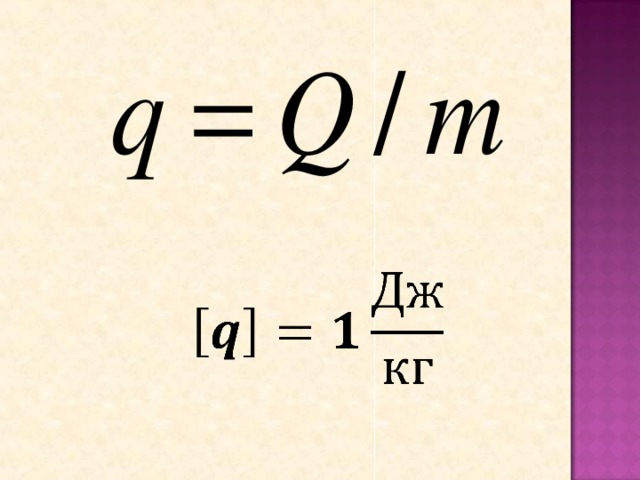 q = Q / m
[q] = 1 Дж/кг